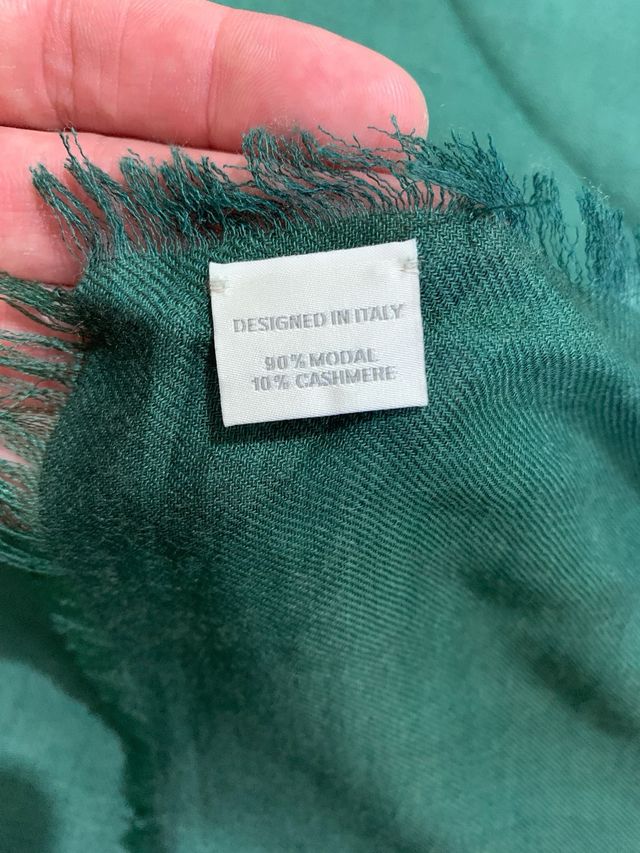 DESIGNED IN ITALY
90% MODAL
10% CASHMERE